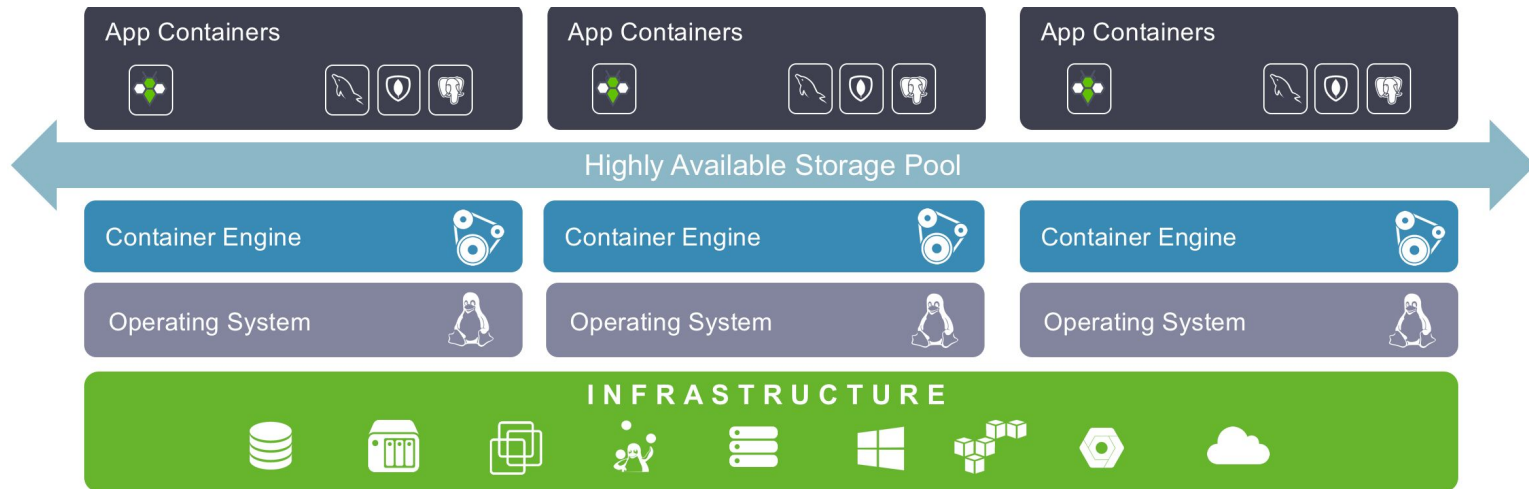 App Containers
App Containers
App Containers
Highly Available Storage Pool
Container Engine
Container Engine
Container Engine
Operating System
Operating System
Operating System
INFRASTRUCTURE